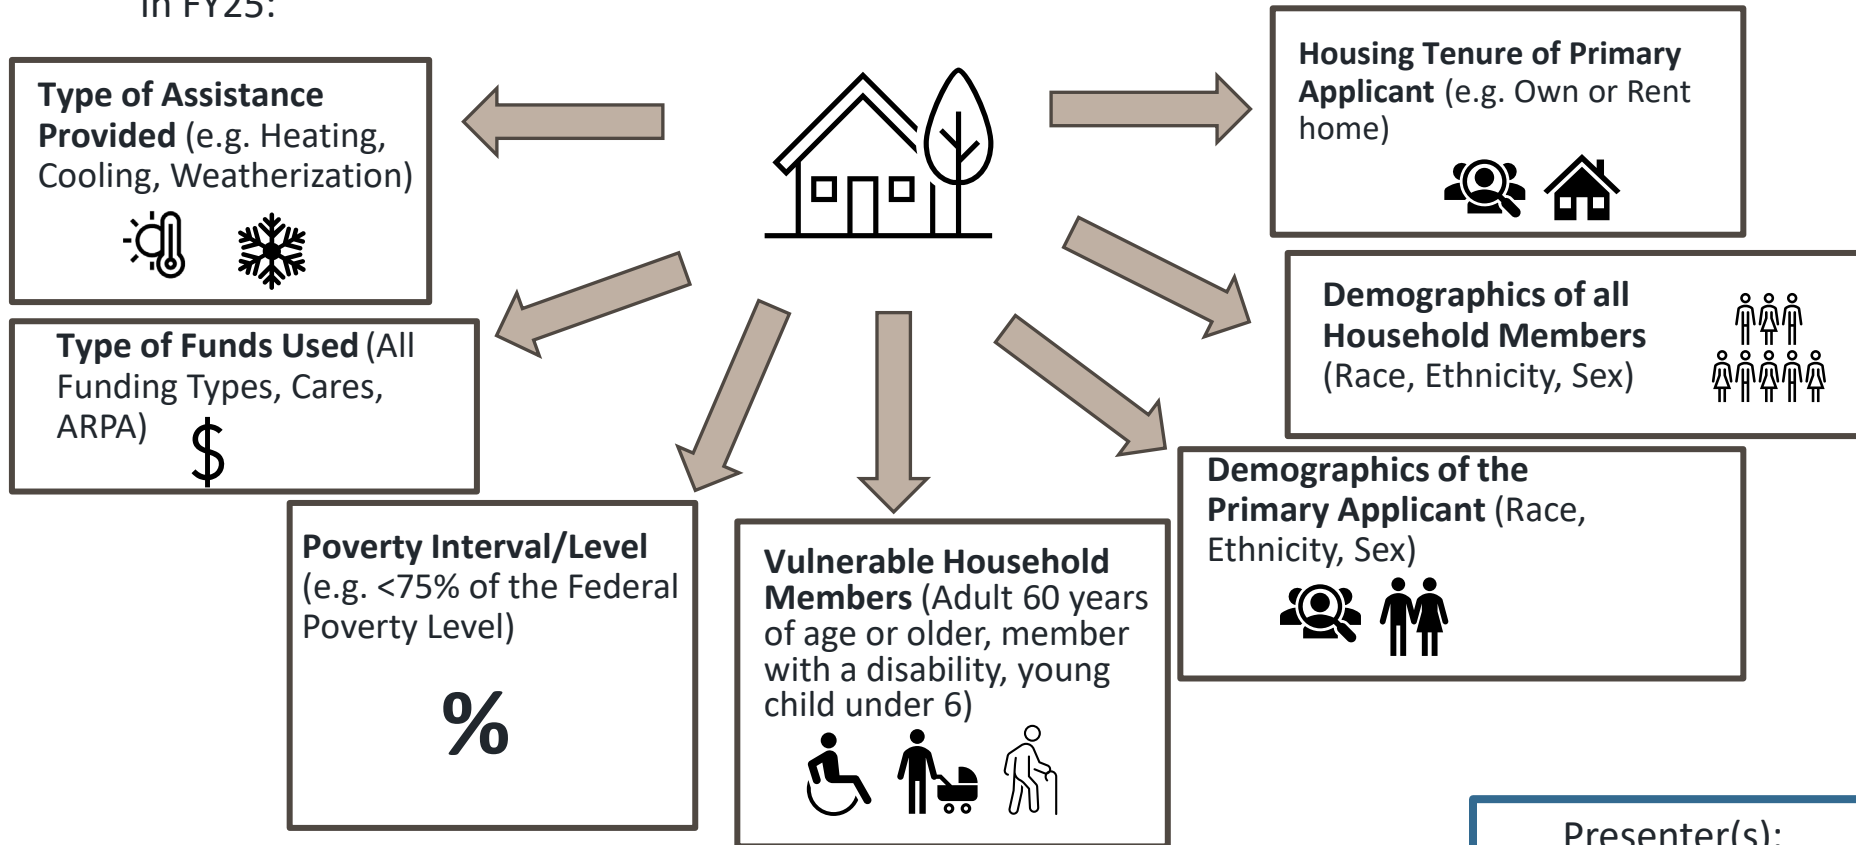 in FY25:
Type of Assistance
Provided (e.g. Heating,
Cooling, Weatherization)
Housing Tenure of Primary
Applicant (e.g. Own or Rent
home)
Type of Funds Used (All
Funding Types, Cares,
ARPA)
$
Demographics of all
Household Members
(Race, Ethnicity, Sex)
Poverty Interval/Level
(e.g. <75% of the Federal
Poverty Level)
%
Vulnerable Household
Members (Adult 60 years
of age or older, member
with a disability, young
child under 6)
Demographics of the
Primary Applicant (Race,
Ethnicity, Sex)
Presenter(s):